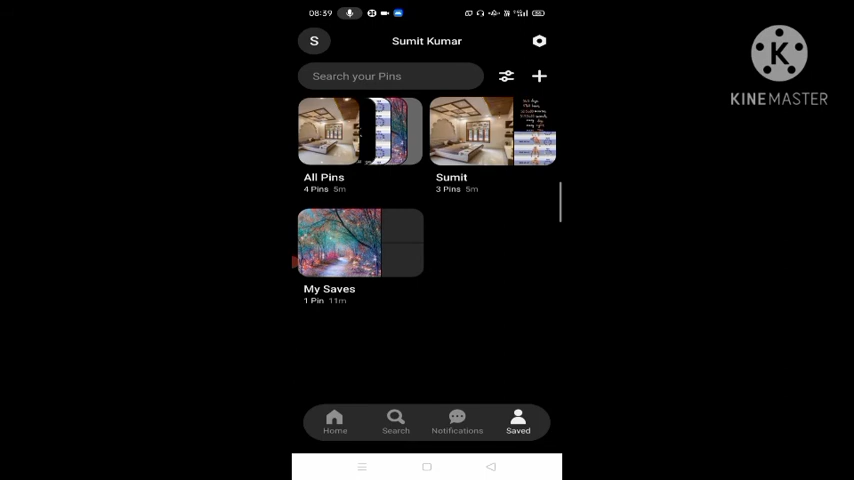 08:39
S
Sumit Kumar
Search your Pins
All Pins
4 Pins 5m
Sumit
3 Pins 5m
My Saves
1 Pin 11m
Home
Search
Notifications
Saved
K
KINEMASTER